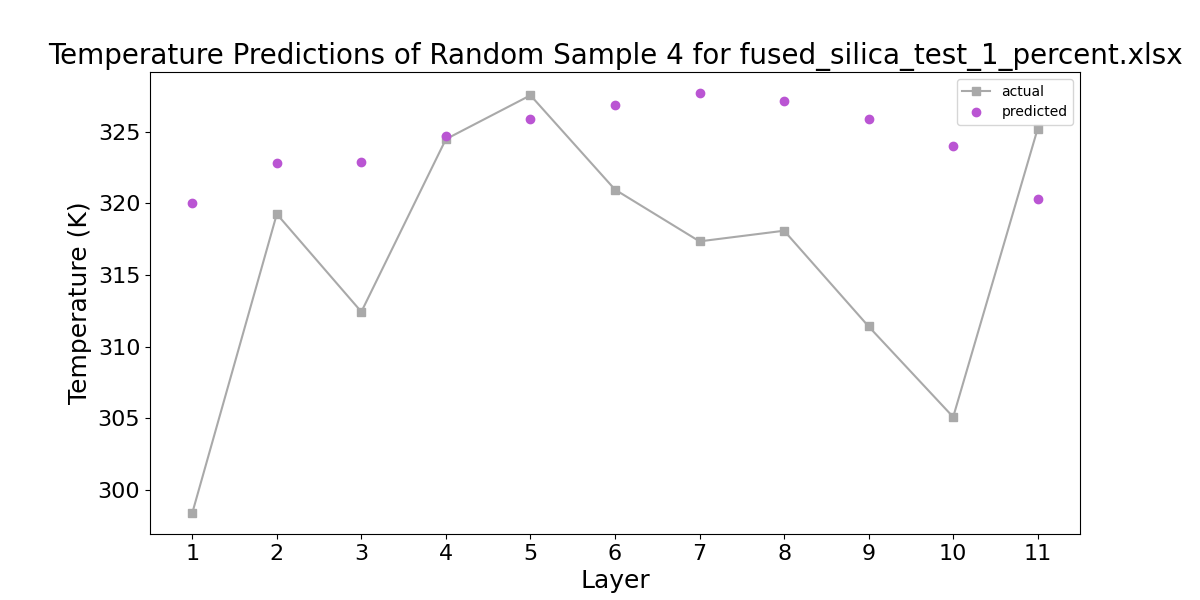 Temperature Predictions of Random Sample 4 for fused_silica_test_1_percent.xlsx
actual
predicted
Temperature (K)
325
320
315
310
305
300
1 2 3 4 5 6 7 8 9 10 11
Layer